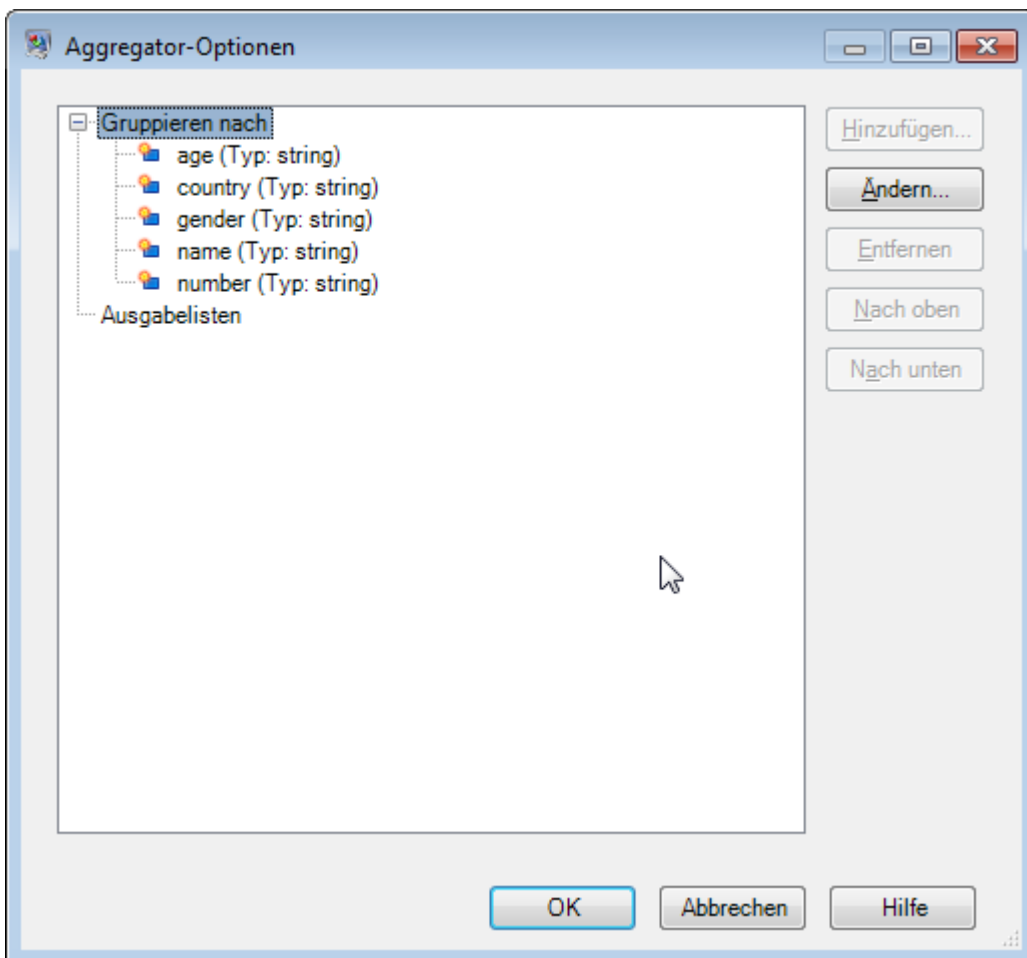 Aggregator-Optionen
Gruppieren nach
age (Typ: string)
country (Typ: string)
gender (Typ: string)
name (Typ: string)
number (Typ: string)
Ausgabelisten
Hinzufügen...
Ändern...
Entfernen
Nach oben
Nach unten
OK
Abbrechen
Hilfe